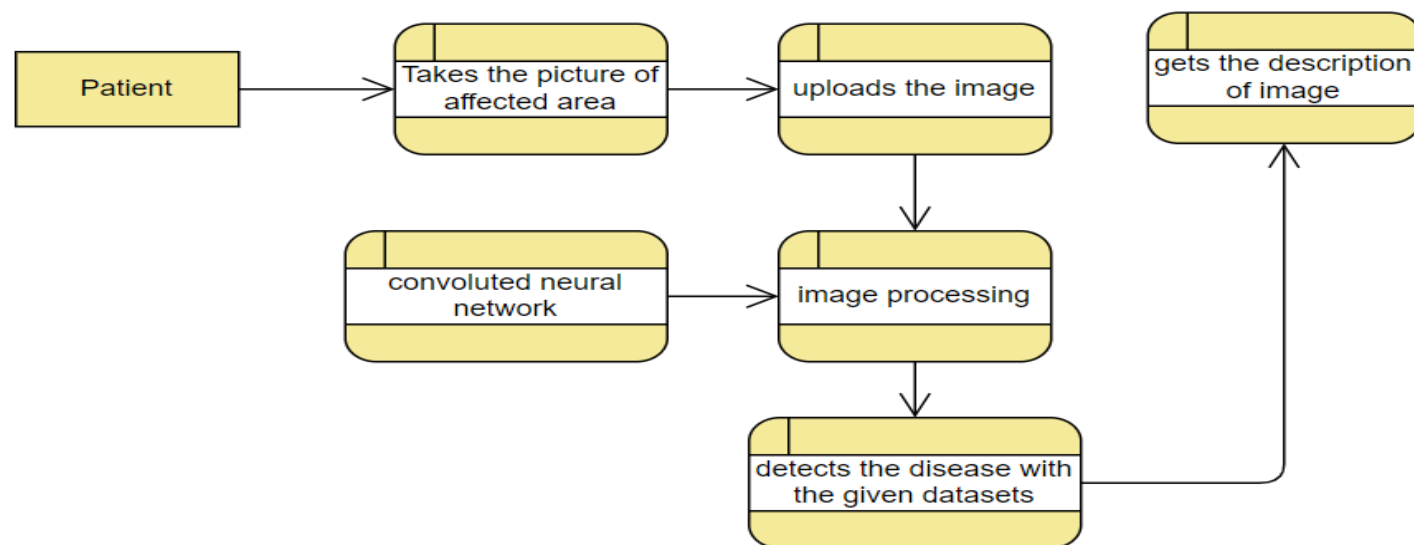 Patient
Takes the picture of
affected area
uploads the image
gets the description
of image
convoluted neural
network
image processing
detects the disease with
the given datasets